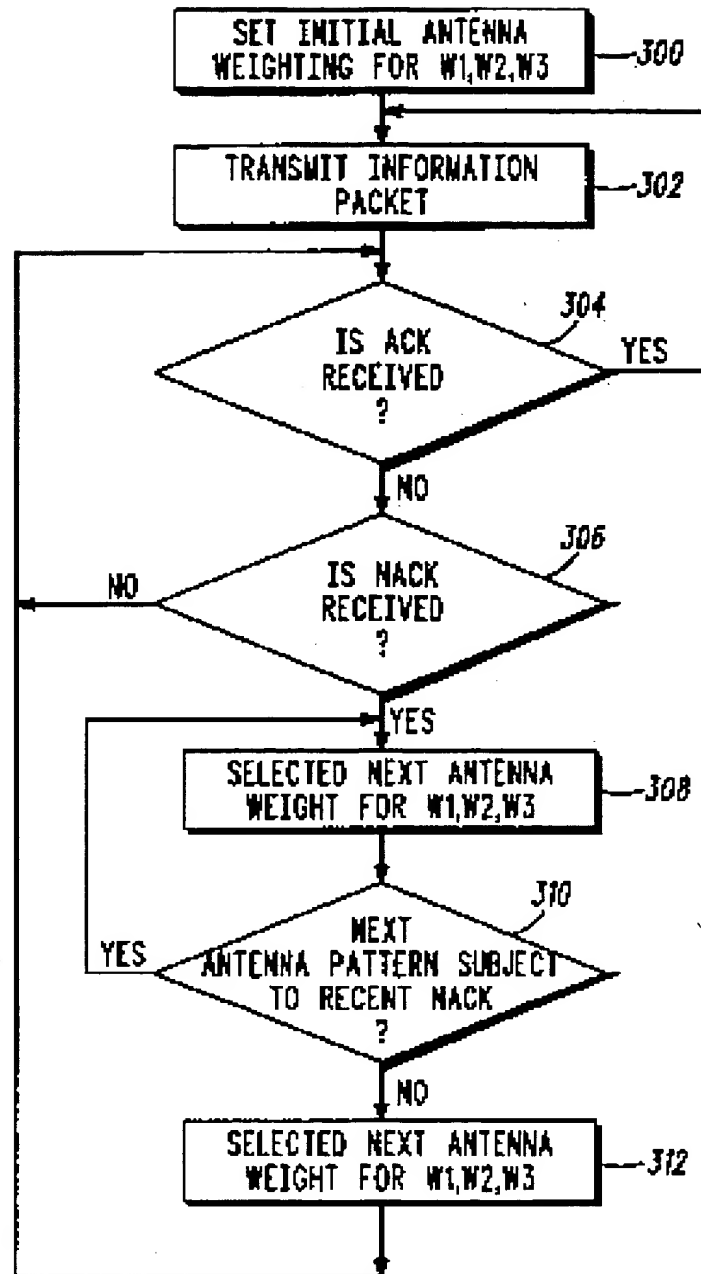 SET INITIAL ANTENNA
WEIGHTING FOR W1,W2,W3
300
TRANSMIT INFORMATION
PACKET
302
304
IS ACK
RECEIVED
?
YES
NO
306
IS NACK
RECEIVED
?
NO
YES
SELECTED NEXT ANTENNA
WEIGHT FOR W1,W2,W3
308
310
NEXT
ANTENNA PATTERN SUBJECT
TO RECENT NACK
?
YES
NO
SELECTED NEXT ANTENNA
WEIGHT FOR W1,W2,W3
312